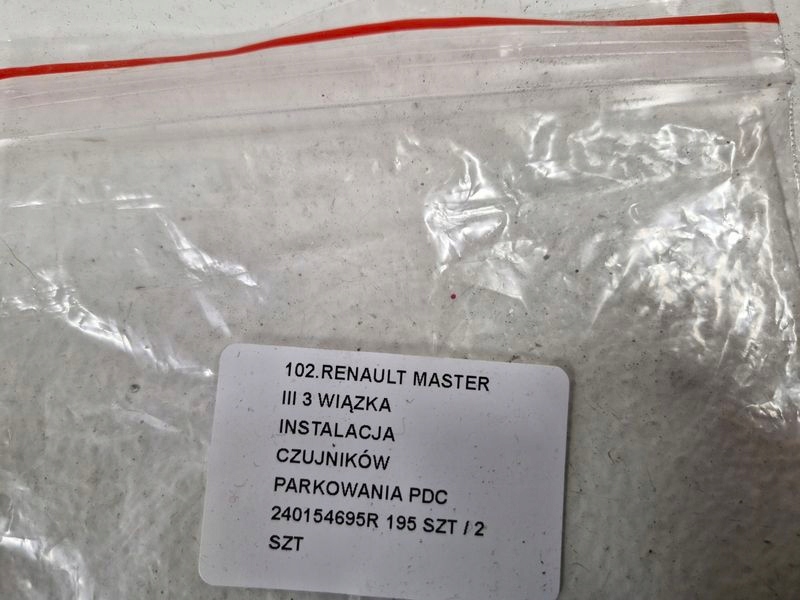 102.RENAULT MASTER
III 3 WIĄZKA
INSTALACJA
CZUJNIKÓW
PARKOWANIA PDC
240154695R 195 SZT / 2
SZT